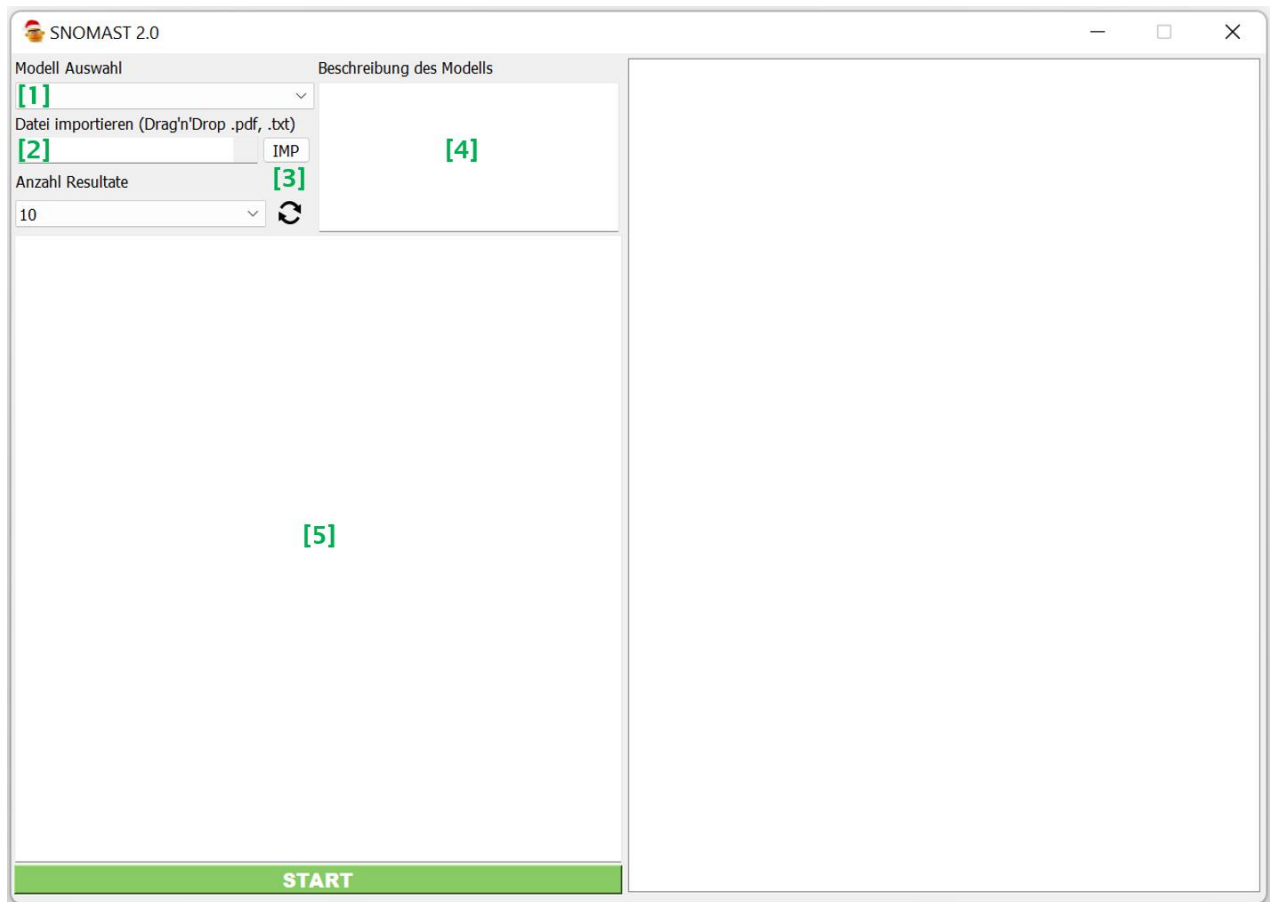 SNOMAST 2.0
Modell Auswahl
[1]
Datei importieren (Drag'n'Drop .pdf, .txt)
[2]
IMP
Anzahl Resultate
[3]
10
Beschreibung des Modells
[4]
[5]
START